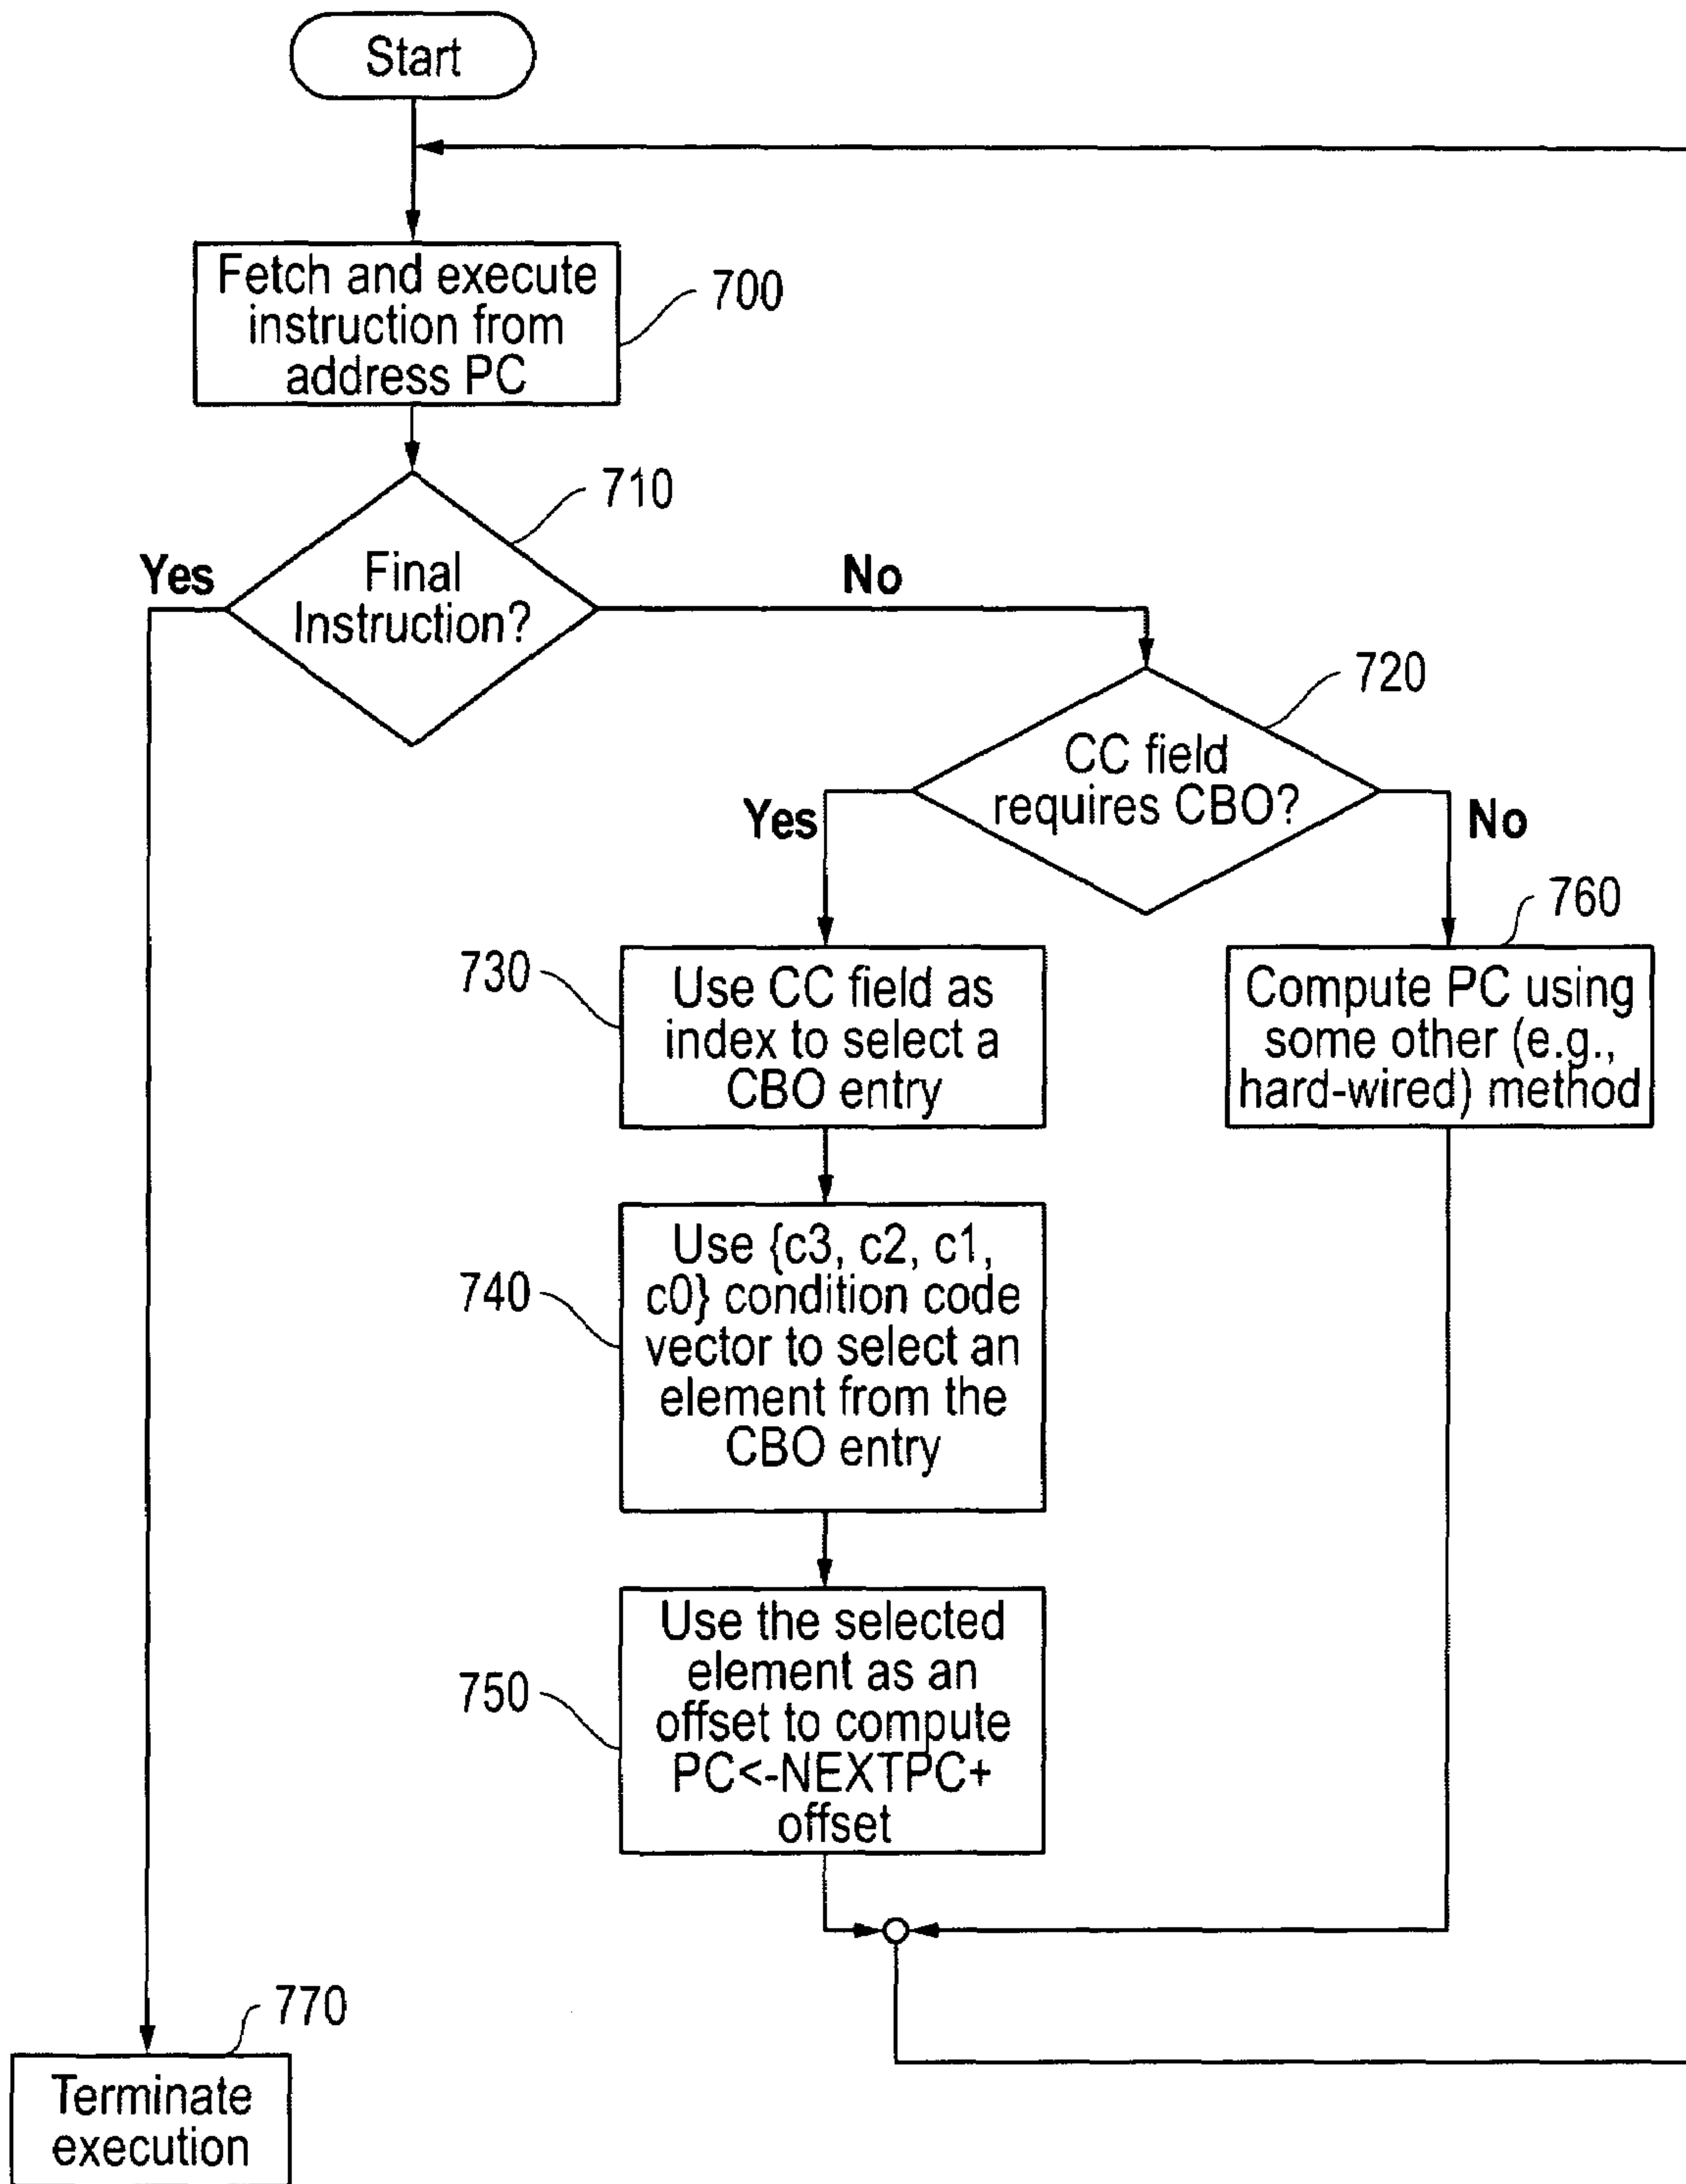 Start
Fetch and execute
instruction from
address PC
700
710
Final
Instruction?
Yes
No
720
CC field
requires CBO?
Yes
No
730
Use CC field as
index to select a
CBO entry
760
Compute PC using
some other (e.g.,
hard-wired) method
740
Use {c3, c2, c1,
c0} condition code
vector to select an
element from the
CBO entry
750
Use the selected
element as an
offset to compute
PC<-NEXTPC+
offset
770
Terminate
execution